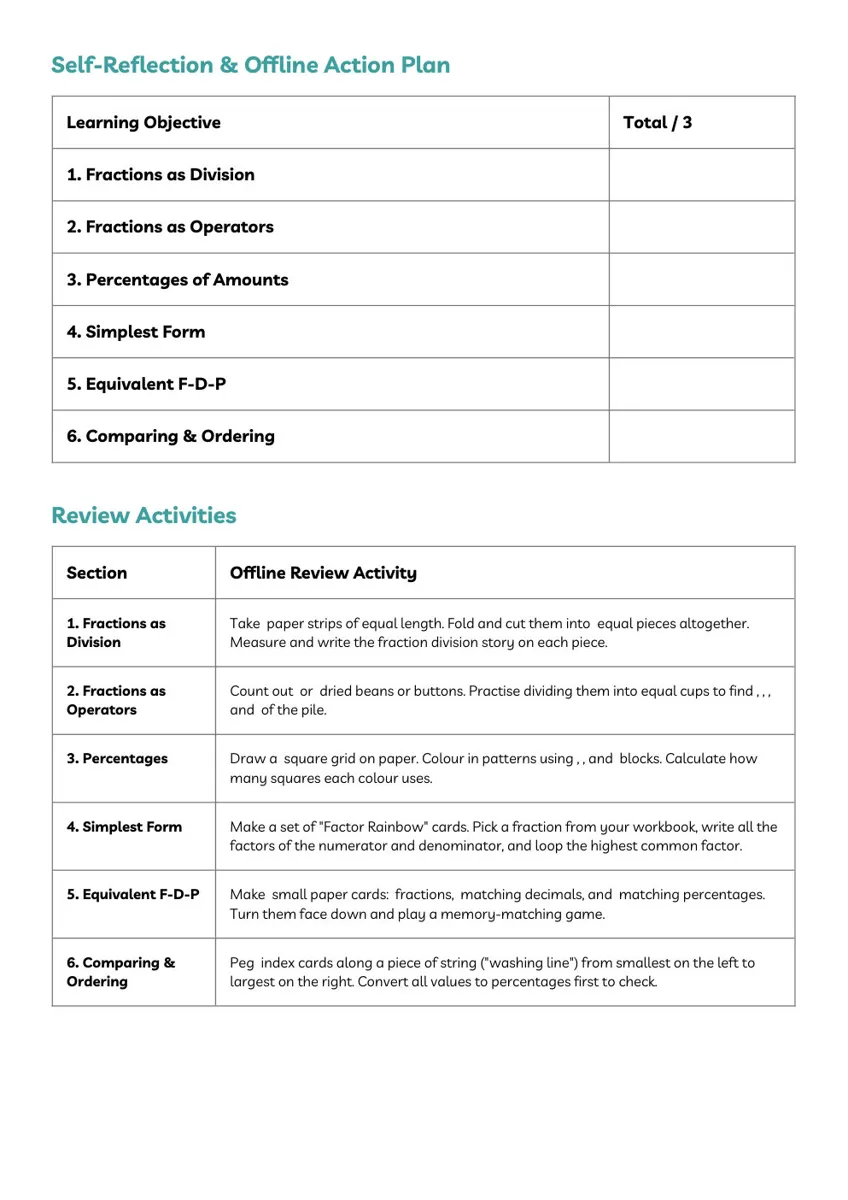 Self-Reflection & Offline Action Plan
Learning Objective
Total / 3
1. Fractions as Division
2. Fractions as Operators
3. Percentages of Amounts
4. Simplest Form
5. Equivalent F-D-P
6. Comparing & Ordering
Review Activities
Section
Offline Review Activity
1. Fractions as
Division
Take  paper strips of equal length. Fold and cut them into  equal pieces altogether.
Measure and write the fraction division story on each piece.
2. Fractions as
Operators
Count out  or  dried beans or buttons. Practise dividing them into equal cups to find , , ,
and  of the pile.
3. Percentages
Draw a  square grid on paper. Colour in patterns using , , and  blocks. Calculate how
many squares each colour uses.
4. Simplest Form
Make a set of "Factor Rainbow" cards. Pick a fraction from your workbook, write all the
factors of the numerator and denominator, and loop the highest common factor.
5. Equivalent F-D-P
Make  small paper cards:  fractions,  matching decimals, and  matching percentages.
Turn them face down and play a memory-matching game.
6. Comparing &
Ordering
Peg  index cards along a piece of string ("washing line") from smallest on the left to
largest on the right. Convert all values to percentages first to check.